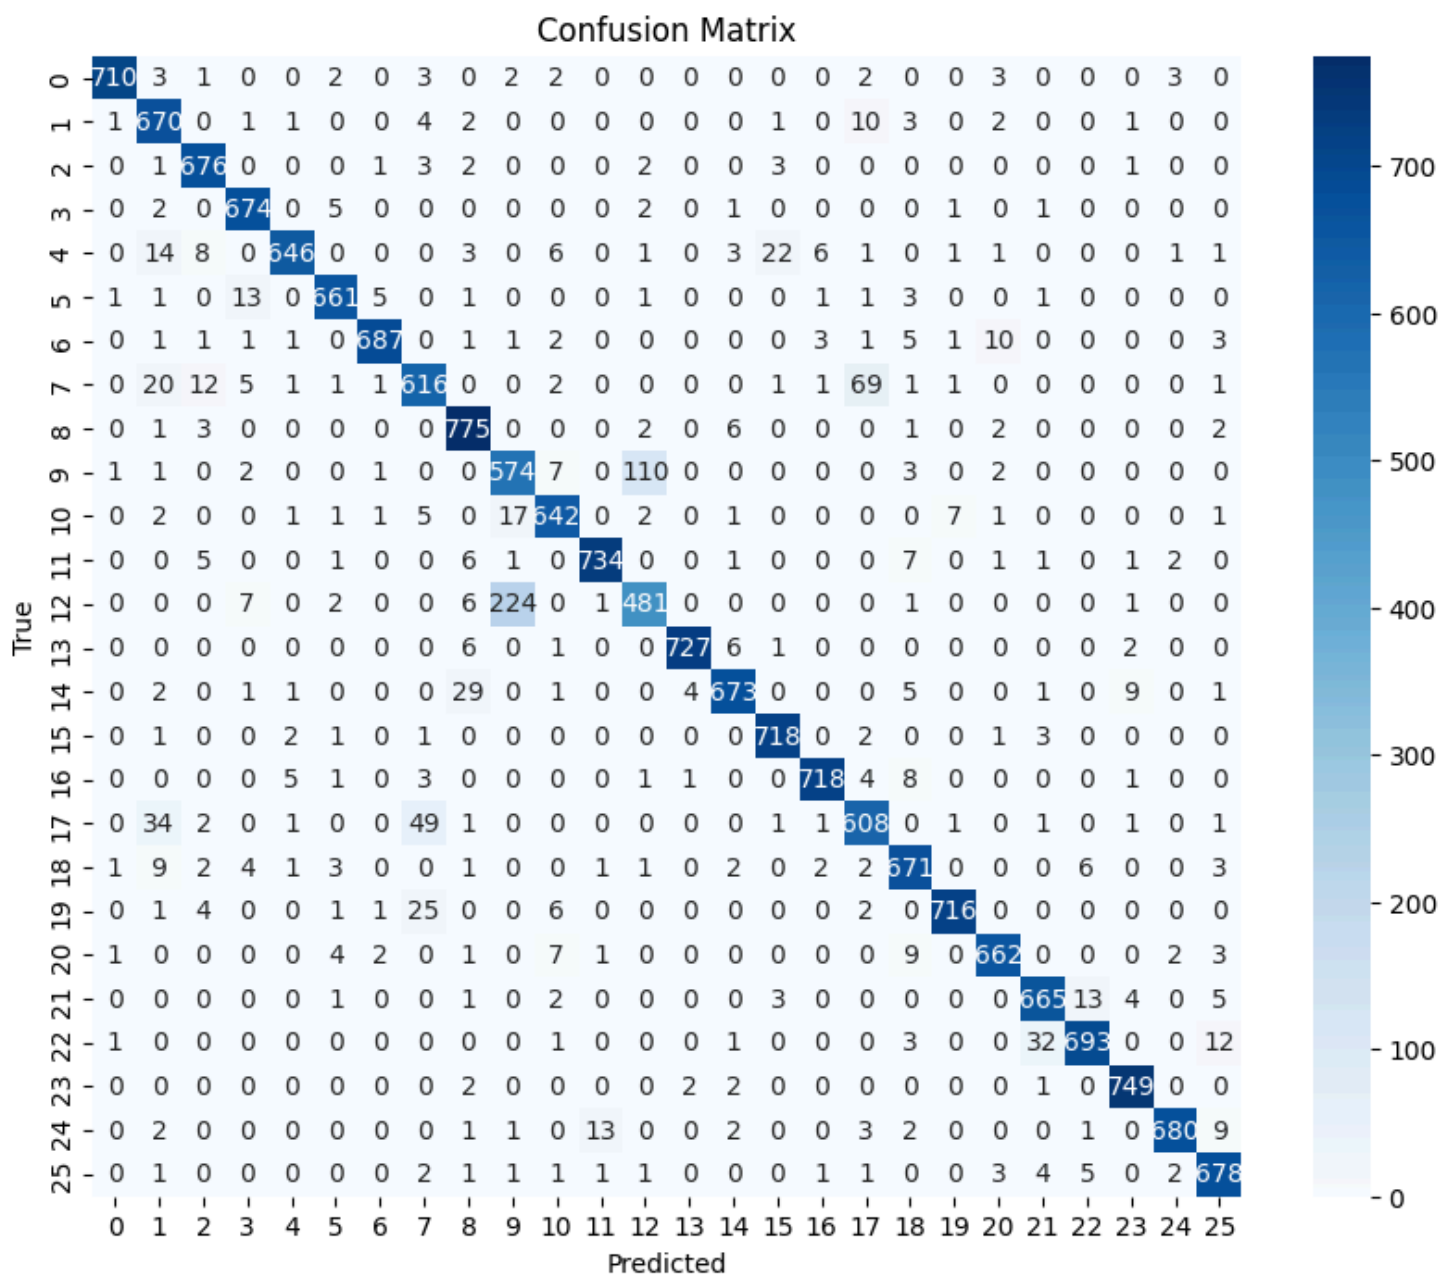 Confusion Matrix
0 710 3 1 0 0 2 0 3 0 2 2 0 0 0 0 0 0 2 0 0 3 0 0 0 3 0
1 1 670 0 1 1 0 0 4 2 0 0 0 0 0 0 1 0 10 3 0 2 0 0 1 0 0
2 0 1 676 0 0 0 1 3 2 0 0 0 2 0 0 3 0 0 0 0 0 0 0 1 0 0
3 0 2 0 674 0 5 0 0 0 0 0 0 2 0 1 0 0 0 0 1 0 1 0 0 0 0
4 0 14 8 0 646 0 0 0 3 0 6 0 1 0 3 22 6 1 0 1 1 0 0 0 1 1
5 1 1 0 13 0 661 5 0 1 0 0 0 1 0 0 0 1 1 3 0 0 1 0 0 0 0
6 0 1 1 1 1 0 687 0 1 1 2 0 0 0 0 0 3 1 5 1 10 0 0 0 0 3
7 0 20 12 5 1 1 1 616 0 0 2 0 0 0 0 1 1 69 1 1 0 0 0 0 0 1
8 0 1 3 0 0 0 0 0 775 0 0 0 2 0 6 0 0 0 1 0 2 0 0 0 0 2
9 1 1 0 2 0 0 1 0 0 574 7 0 110 0 0 0 0 0 3 0 2 0 0 0 0 0
10 0 2 0 0 1 1 1 5 0 17 642 0 2 0 1 0 0 0 0 7 1 0 0 0 0 1
11 0 0 5 0 0 1 0 0 6 1 0 734 0 0 1 0 0 0 7 0 1 1 0 1 2 0
12 0 0 0 7 0 2 0 0 6 224 0 1 481 0 0 0 0 0 1 0 0 0 0 1 0 0
13 0 0 0 0 0 0 0 0 6 0 1 0 0 727 6 1 0 0 0 0 0 0 0 2 0 0
14 0 2 0 1 1 0 0 0 29 0 1 0 0 4 673 0 0 0 5 0 0 1 0 9 0 1
15 0 1 0 0 2 1 0 1 0 0 0 0 0 0 0 718 0 2 0 0 1 3 0 0 0 0
16 0 0 0 0 5 1 0 3 0 0 0 0 1 1 0 0 718 4 8 0 0 0 0 1 0 0
17 0 34 2 0 1 0 0 49 1 0 0 0 0 0 0 1 1 608 0 1 0 1 0 1 0 1
18 1 9 2 4 1 3 0 0 1 0 0 1 1 0 2 0 2 2 671 0 0 0 6 0 0 3
19 0 1 4 0 0 1 1 25 0 0 6 0 0 0 0 0 0 2 0 716 0 0 0 0 0 0
20 1 0 0 0 0 4 2 0 1 0 7 1 0 0 0 0 0 0 9 0 662 0 0 0 2 3
21 0 0 0 0 0 1 0 0 1 0 2 0 0 0 0 3 0 0 0 0 0 665 13 4 0 5
22 1 0 0 0 0 0 0 0 0 0 1 0 0 0 1 0 0 0 3 0 0 32 693 0 0 12
23 0 0 0 0 0 0 0 0 2 0 0 0 0 2 2 0 0 0 0 0 0 1 0 749 0 0
24 0 2 0 0 0 0 0 0 1 1 0 13 0 0 2 0 0 3 2 0 0 0 1 0 680 9
25 0 1 0 0 0 0 0 2 1 1 1 1 1 0 0 0 1 1 0 0 3 4 5 0 2 678
0 1 2 3 4 5 6 7 8 9 10 11 12 13 14 15 16 17 18 19 20 21 22 23 24 25
Predicted
True
700
600
500
400
300
200
100
0